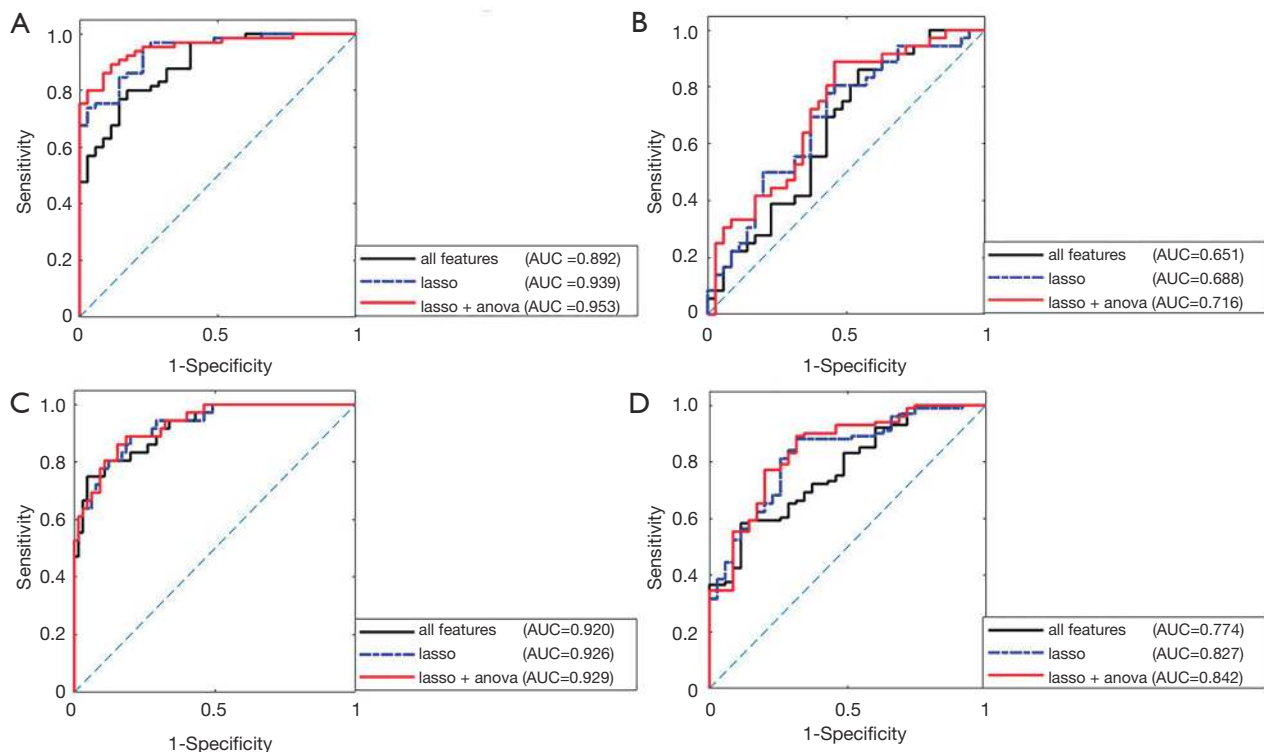 A
1.0
0.8
0.6
0.4
0.2
0
Sensitivity
all features (AUC =0.892)
lasso (AUC =0.939)
lasso + anova (AUC =0.953)
0 0.5 1
1-Specificity
B
1.0
0.8
0.6
0.4
0.2
0
Sensitivity
all features (AUC=0.651)
lasso (AUC=0.688)
lasso + anova (AUC=0.716)
0 0.5 1
1-Specificity
C
1.0
0.8
0.6
0.4
0.2
0
Sensitivity
all features (AUC=0.920)
lasso (AUC=0.926)
lasso + anova (AUC=0.929)
0 0.5 1
1-Specificity
D
1.0
0.8
0.6
0.4
0.2
0
Sensitivity
all features (AUC=0.774)
lasso (AUC=0.827)
lasso + anova (AUC=0.842)
0 0.5 1
1-Specificity